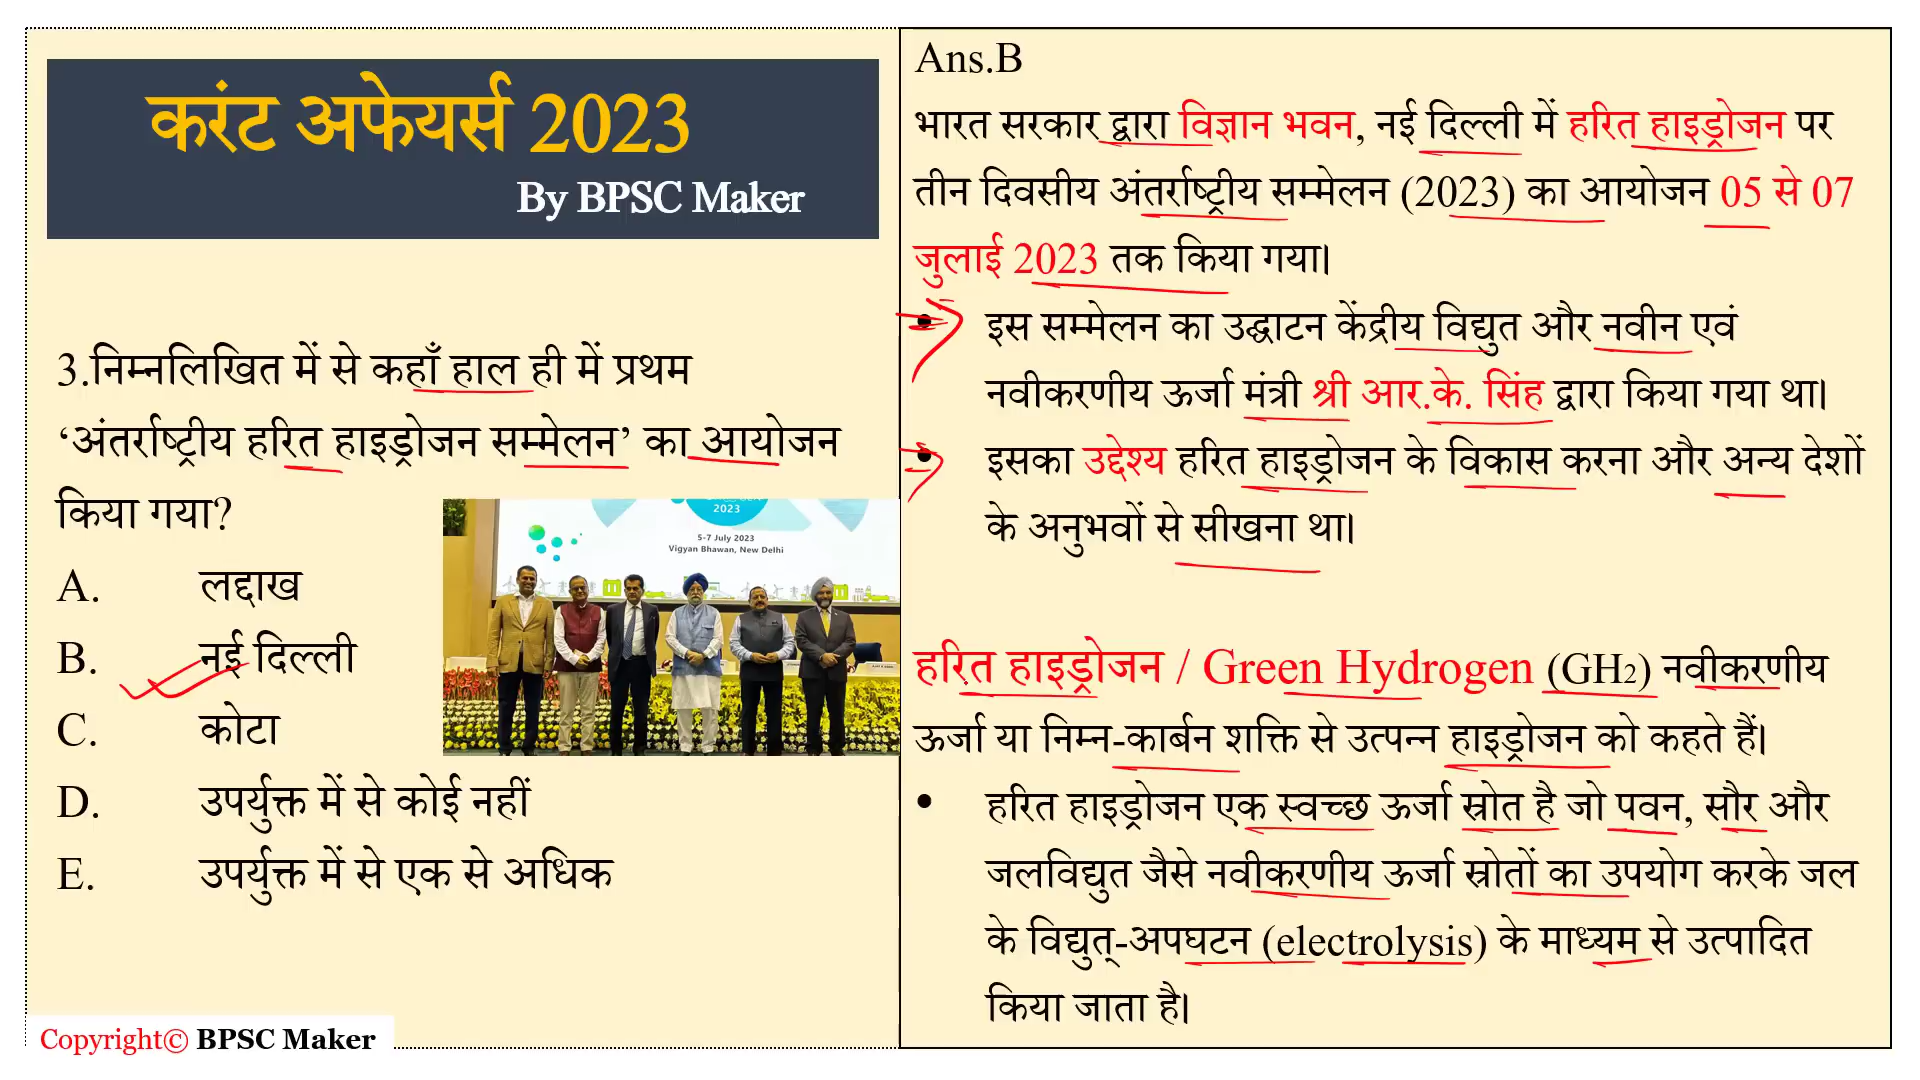 करंट अफेयर्स 2023
By BPSC Maker
3.निम्नलिखित में से कहाँ हाल ही में प्रथम
‘अंतर्राष्ट्रीय हरित हाइड्रोजन सम्मेलन’ का आयोजन
किया गया?
2023
5-7 July 2023
Vigyan Bhawan, New Delhi
A. लद्दाख
B. नई दिल्ली
C. कोटा
D. उपर्युक्त में से कोई नहीं
E. उपर्युक्त में से एक से अधिक
Copyright© BPSC Maker
Ans.B
भारत सरकार द्वारा विज्ञान भवन, नई दिल्ली में हरित हाइड्रोजन पर
तीन दिवसीय अंतर्राष्ट्रीय सम्मेलन (2023) का आयोजन 05 से 07
जुलाई 2023 तक किया गया।
• इस सम्मेलन का उद्घाटन केंद्रीय विद्युत और नवीन एवं
नवीकरणीय ऊर्जा मंत्री श्री आर.के. सिंह द्वारा किया गया था।
• इसका उद्देश्य हरित हाइड्रोजन के विकास करना और अन्य देशों
के अनुभवों से सीखना था।
हरित हाइड्रोजन / Green Hydrogen (GH2) नवीकरणीय
ऊर्जा या निम्न-कार्बन शक्ति से उत्पन्न हाइड्रोजन को कहते हैं।
• हरित हाइड्रोजन एक स्वच्छ ऊर्जा स्रोत है जो पवन, सौर और
जलविद्युत जैसे नवीकरणीय ऊर्जा स्रोतों का उपयोग करके जल
के विद्युत्-अपघटन (electrolysis) के माध्यम से उत्पादित
किया जाता है।